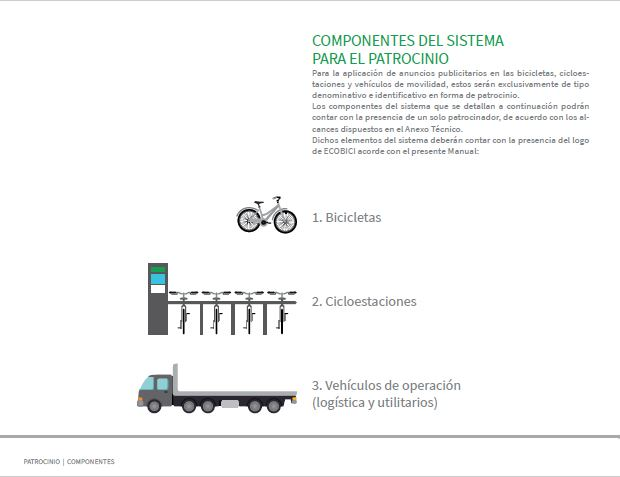 COMPONENTES DEL SISTEMA
PARA EL PATROCINIO
Para la aplicación de anuncios publicitarios en las bicicletas, cicloes-
taciones y vehículos de movilidad, estos serán exclusivamente de tipo
denominativo e identificativo en forma de patrocinio.
Los componentes del sistema que se detallan a continuación podrán
contar con la presencia de un solo patrocinador, de acuerdo con los al-
cances dispuestos en el Anexo Técnico.
Dichos elementos del sistema deberán contar con la presencia del logo
de ECOBICI acorde con el presente Manual:
1. Bicicletas
2. Cicloestaciones
3. Vehículos de operación
(logística y utilitarios)
PATROCINIO | COMPONENTES